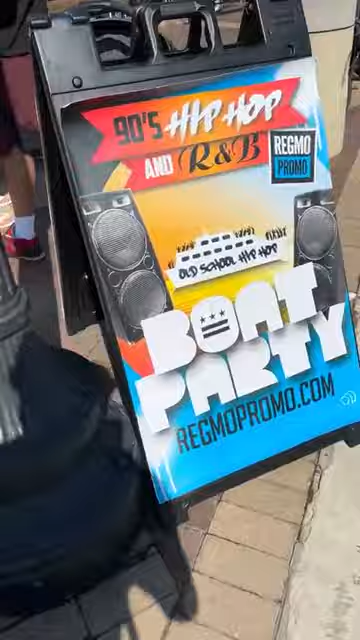 90'S HIP HOP
AND R&B
REGMO
PROMO
OLD SCHOOL HIP HOP
BOAT
PARTY
REGMOPROMO.COM